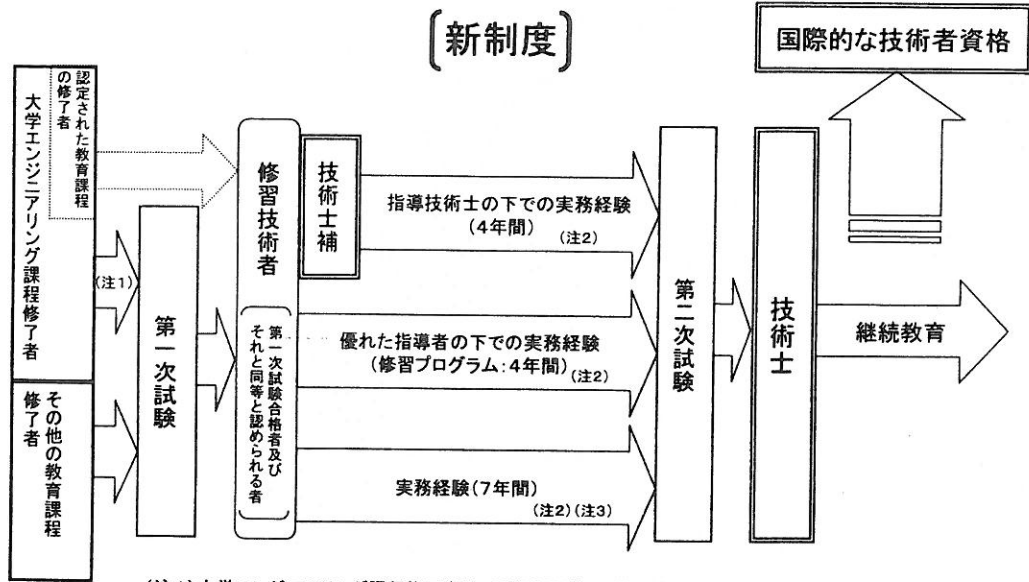 〔新制度〕
国際的な技術者資格
認定された教育課程
の修了者
大学エンジニアリング課程修了者
その他の教育課程
修了者
(注1)
第一次試験
修習技術者
第一次試験合格者及び
それと同等と認められる者
技術士補
指導技術士の下での実務経験
(4年間) (注2)
優れた指導者の下での実務経験
(修習プログラム:4年間) (注2)
実務経験(7年間)
(注2)(注3)
第二次試験
技術士
継続教育